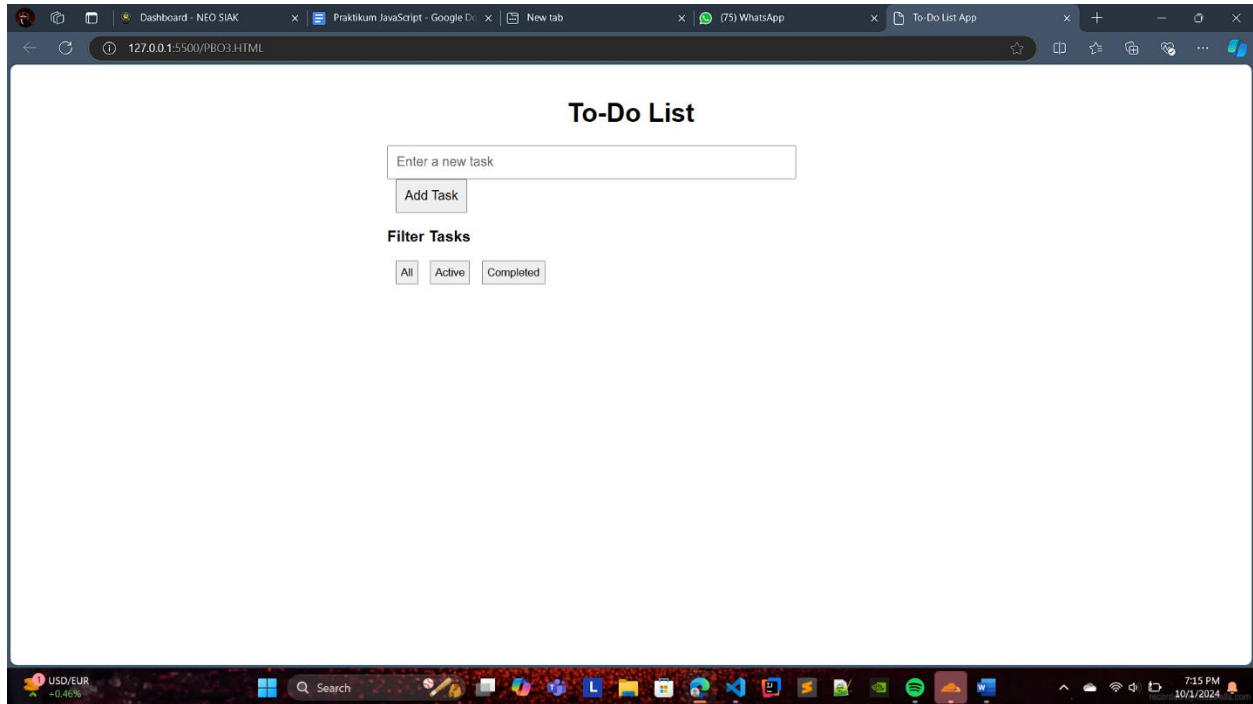 Dashboard - NEO SIAK
Praktikum JavaScript - Google Do
New tab
(75) WhatsApp
To-Do List App
127.0.0.1:5500/PBO3.HTML
To-Do List
Enter a new task
Add Task
Filter Tasks
All Active Completed
1
USD/EUR
+0.46%
Search
L
W
7:15 PM
10/1/2024